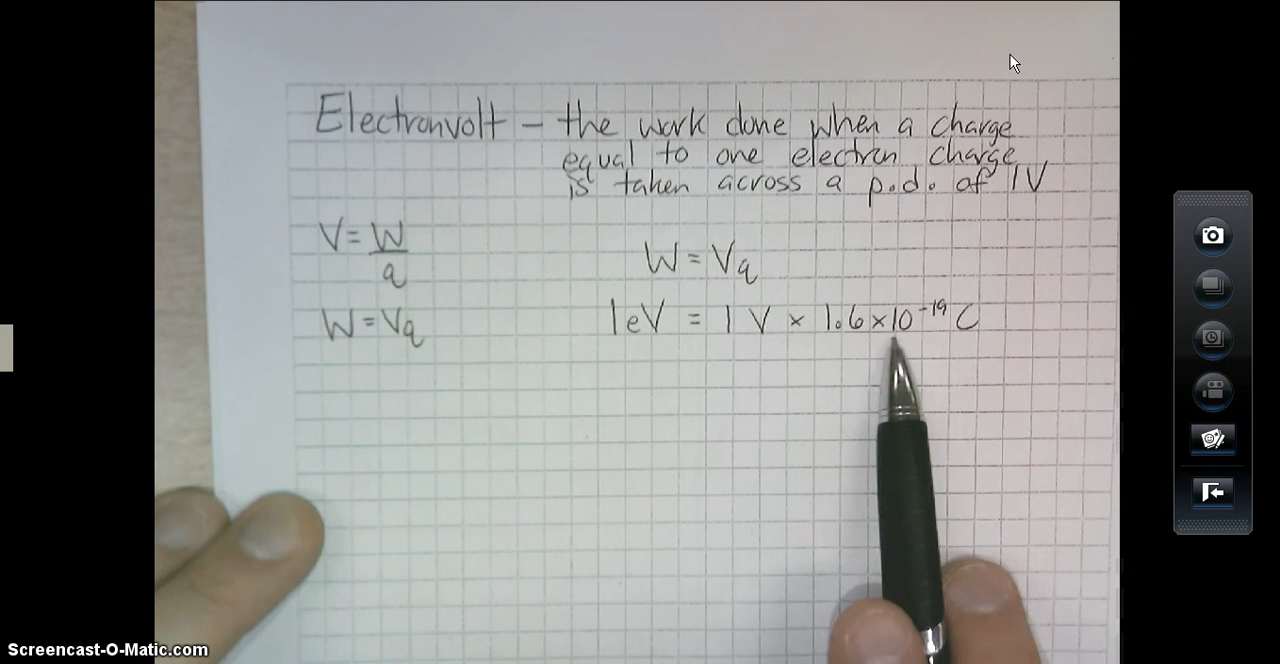 Electronvolt – the work done when a charge
equal to one electron charge
is taken across a p.d. of 1V
V = W/q
W = Vq
W = Vq
1eV = 1 V × 1.6×10⁻¹⁹ C
Screencast-O-Matic.com